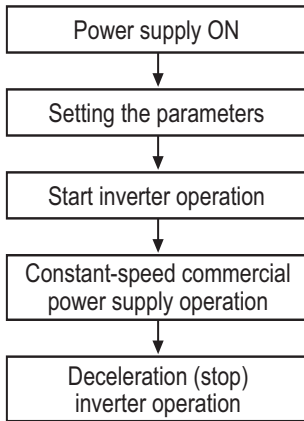 Power supply ON
Setting the parameters
Start inverter operation
Constant-speed commercial
power supply operation
Deceleration (stop)
inverter operation